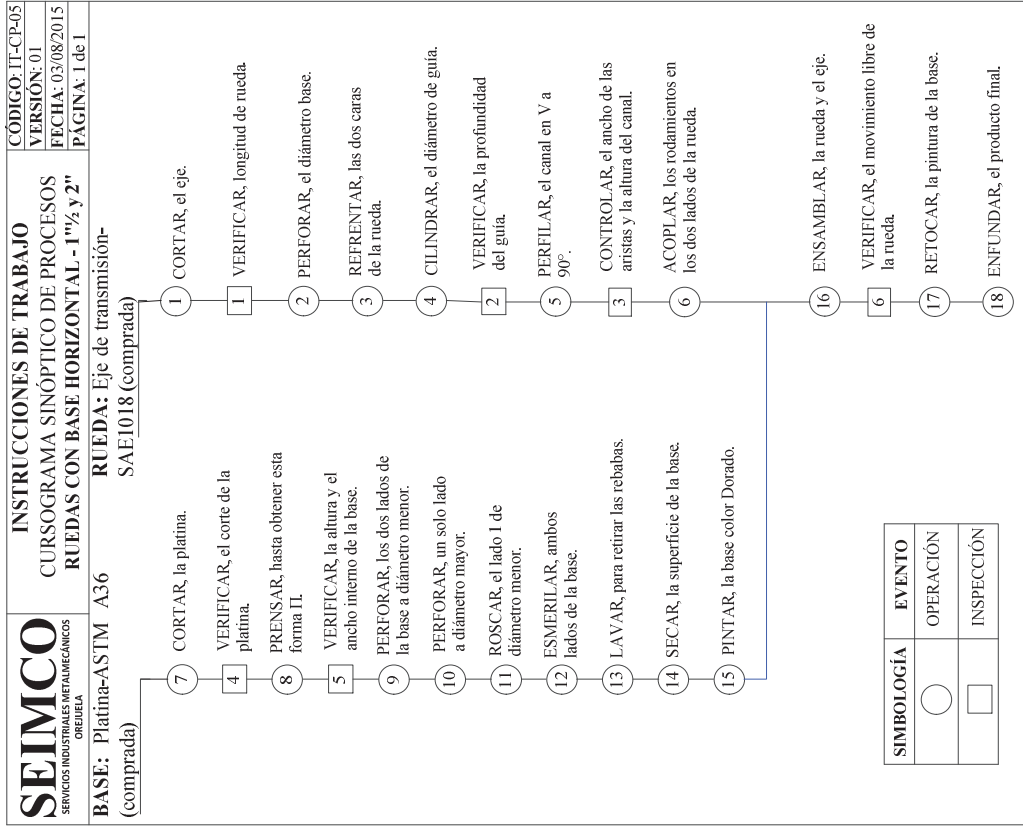 SEIMCO
SERVICIOS INDUSTRIALES METALMECÁNICOS
OREJUELA
INSTRUCCIONES DE TRABAJO
CURSOGRAMA SINÓPTICO DE PROCESOS
RUEDAS CON BASE HORIZONTAL - 1"½ y 2"
CÓDIGO: IT-CP-05
VERSIÓN: 01
FECHA: 03/08/2015
PÁGINA: 1 de 1
BASE: Platina-ASTM A36
(comprada)
7 CORTAR, la platina.
4 VERIFICAR, el corte de la
platina.
8 PRENSAR, hasta obtener esta
forma Π.
5 VERIFICAR, la altura y el
ancho interno de la base.
9 PERFORAR, los dos lados de
la base a diámetro menor.
10 PERFORAR, un solo lado
a diámetro mayor.
11 ROSCAR, el lado 1 de
diámetro menor.
12 ESMERILAR, ambos
lados de la base.
13 LAVAR, para retirar las rebabas.
14 SECAR, la superficie de la base.
15 PINTAR, la base color Dorado.
RUEDA: Eje de transmisión-
SAE1018 (comprada)
1 CORTAR, el eje.
1 VERIFICAR, longitud de rueda.
2 PERFORAR, el diámetro base.
3 REFRENTAR, las dos caras
de la rueda.
4 CILINDRAR, el diámetro de guía.
2 VERIFICAR, la profundidad
del guía.
5 PERFILAR, el canal en V a
90°.
3 CONTROLAR, el ancho de las
aristas y la altura del canal.
6 ACOPLAR, los rodamientos en
los dos lados de la rueda.
16 ENSAMBLAR, la rueda y el eje.
6 VERIFICAR, el movimiento libre de
la rueda.
17 RETOCAR, la pintura de la base.
18 ENFUNDAR, el producto final.
SIMBOLOGÍA EVENTO
OPERACIÓN
INSPECCIÓN